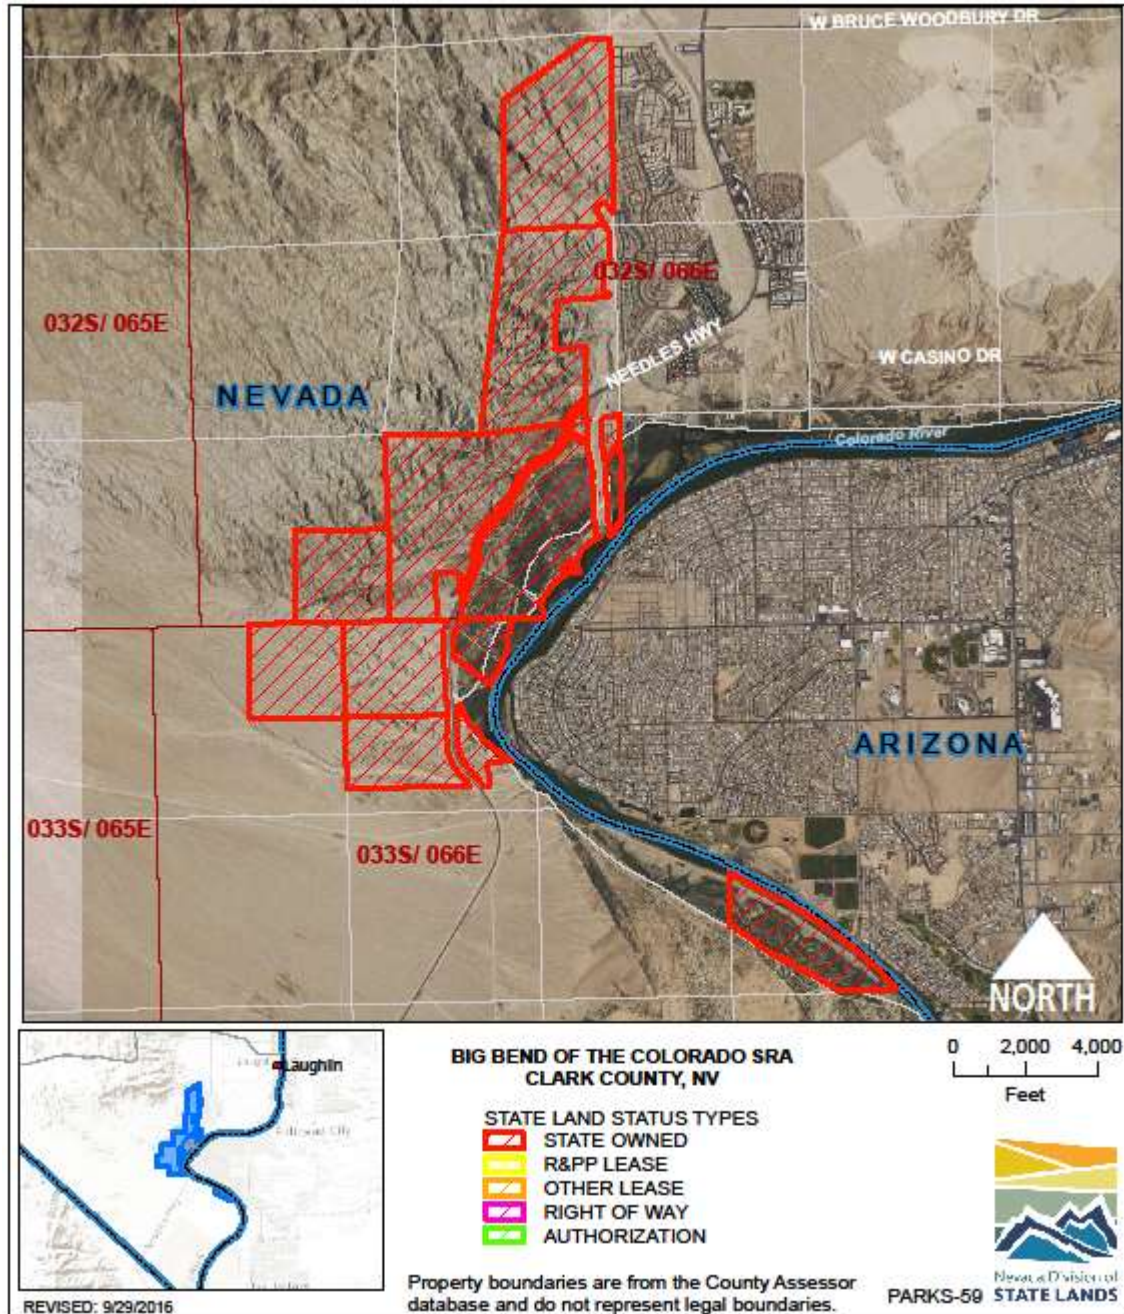 W BRUCE WOODBURY DR
032S/ 066E
032S/ 065E
NEEDLES HWY
W CASINO DR
NEVADA
Colorado River
ARIZONA
033S/ 065E
033S/ 066E
NORTH
Laughlin
BIG BEND OF THE COLORADO SRA
CLARK COUNTY, NV
0 2,000 4,000
Feet
STATE LAND STATUS TYPES
STATE OWNED
R&PP LEASE
OTHER LEASE
RIGHT OF WAY
AUTHORIZATION
Nevada Division of
STATE LANDS
Property boundaries are from the County Assessor
database and do not represent legal boundaries.
PARKS-59
REVISED: 9/29/2016